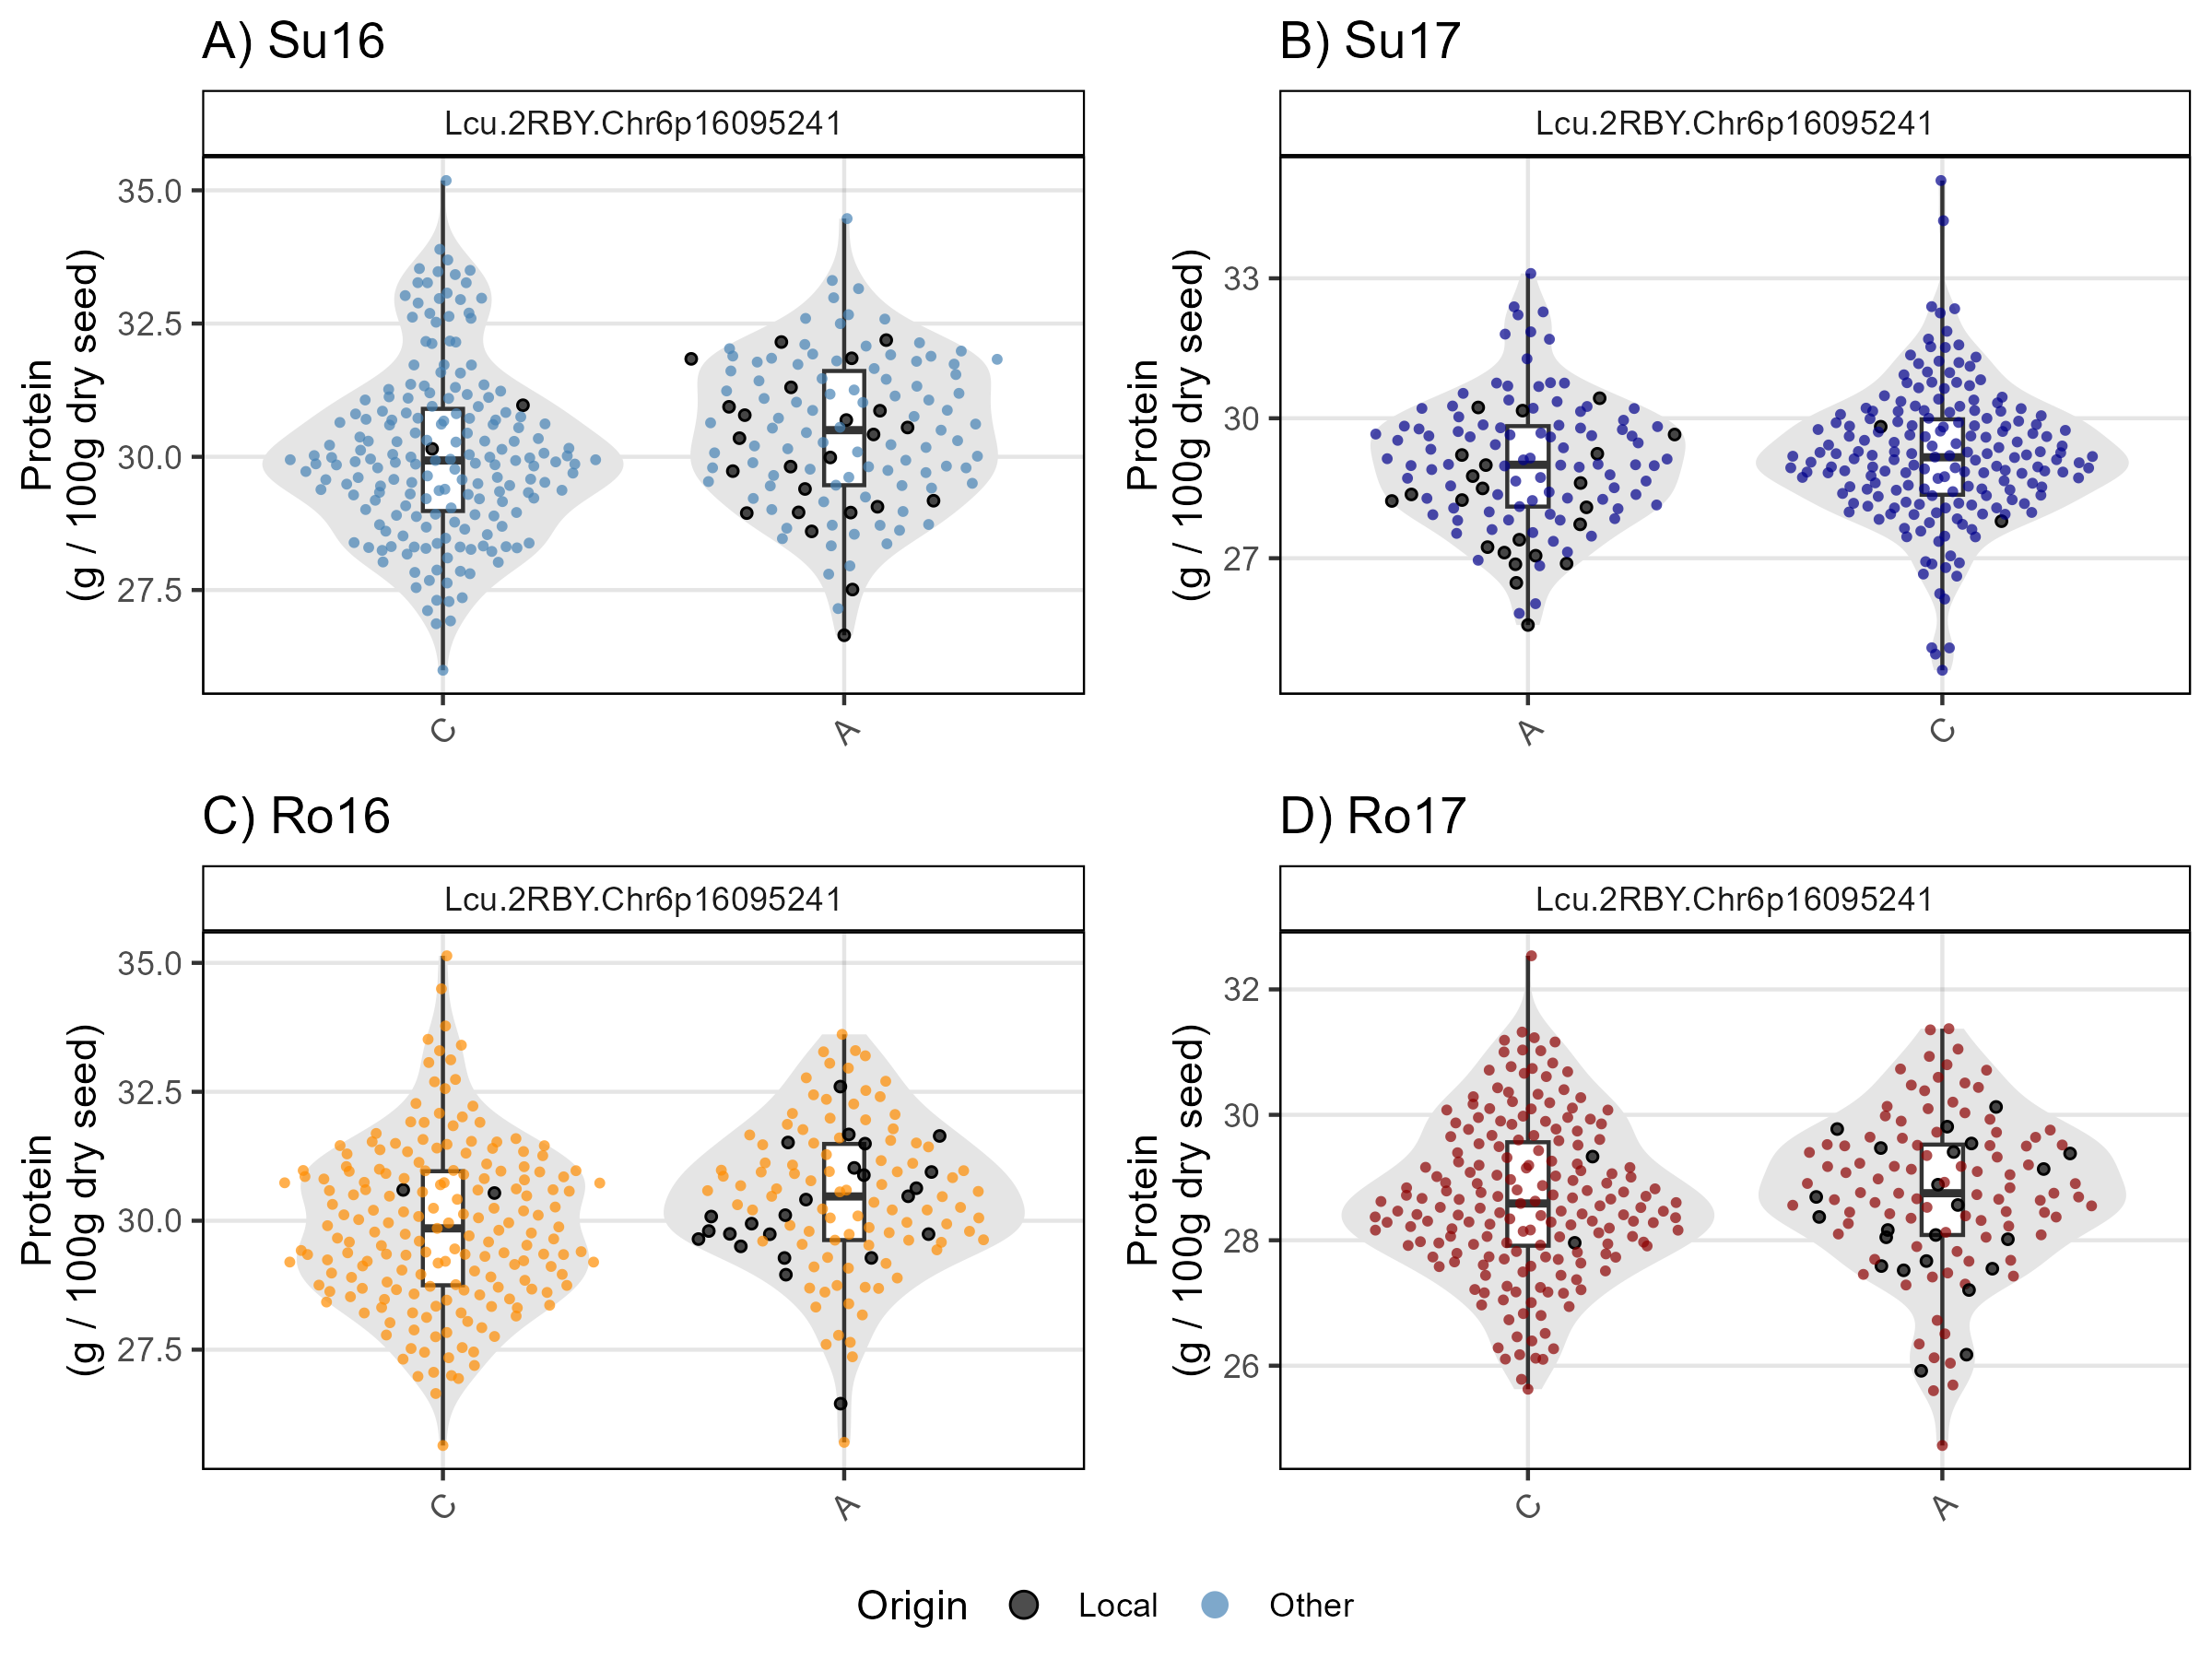 A) Su16
Lcu.2RBY.Chr6p16095241
Protein
(g / 100g dry seed)
35.0
32.5
30.0
27.5
C
A
B) Su17
Lcu.2RBY.Chr6p16095241
Protein
(g / 100g dry seed)
33
30
27
A
C
C) Ro16
Lcu.2RBY.Chr6p16095241
Protein
(g / 100g dry seed)
35.0
32.5
30.0
27.5
C
A
D) Ro17
Lcu.2RBY.Chr6p16095241
Protein
(g / 100g dry seed)
32
30
28
26
C
A
Origin Local Other